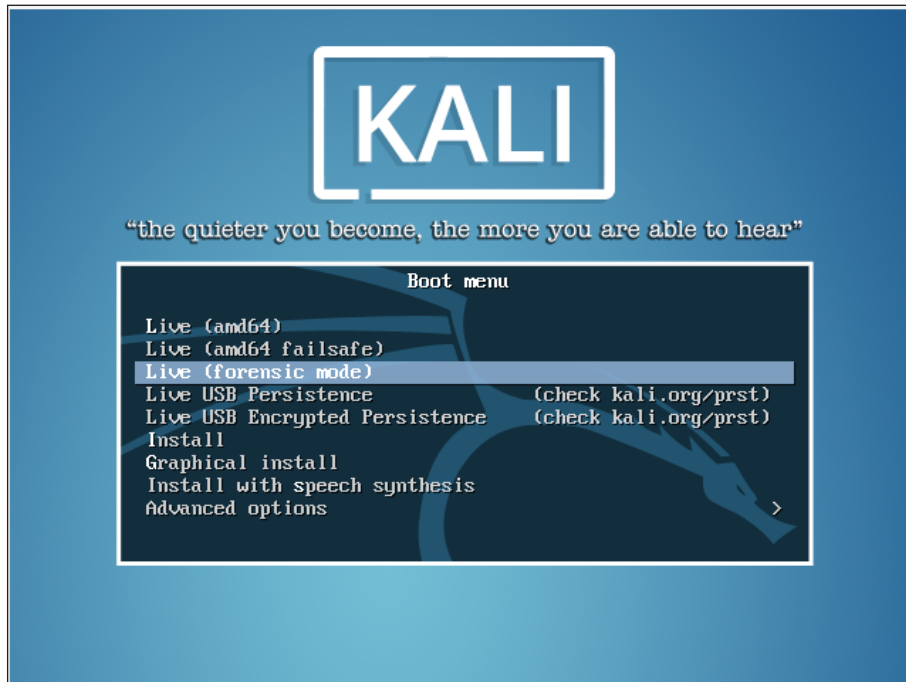 KALI
“the quieter you become, the more you are able to hear”
Boot menu
Live (amd64)
Live (amd64 failsafe)
Live (forensic mode)
Live USB Persistence (check kali.org/prst)
Live USB Encrypted Persistence (check kali.org/prst)
Install
Graphical install
Install with speech synthesis
Advanced options >